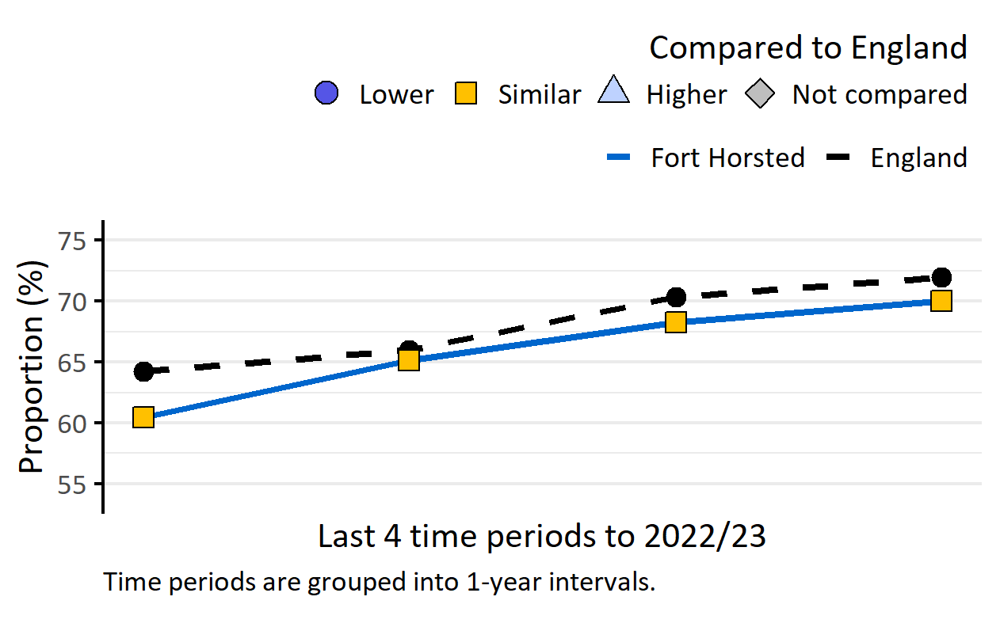 Compared to England
Lower Similar Higher Not compared
Fort Horsted England
Proportion (%)
75
70
65
60
55
Last 4 time periods to 2022/23
Time periods are grouped into 1-year intervals.